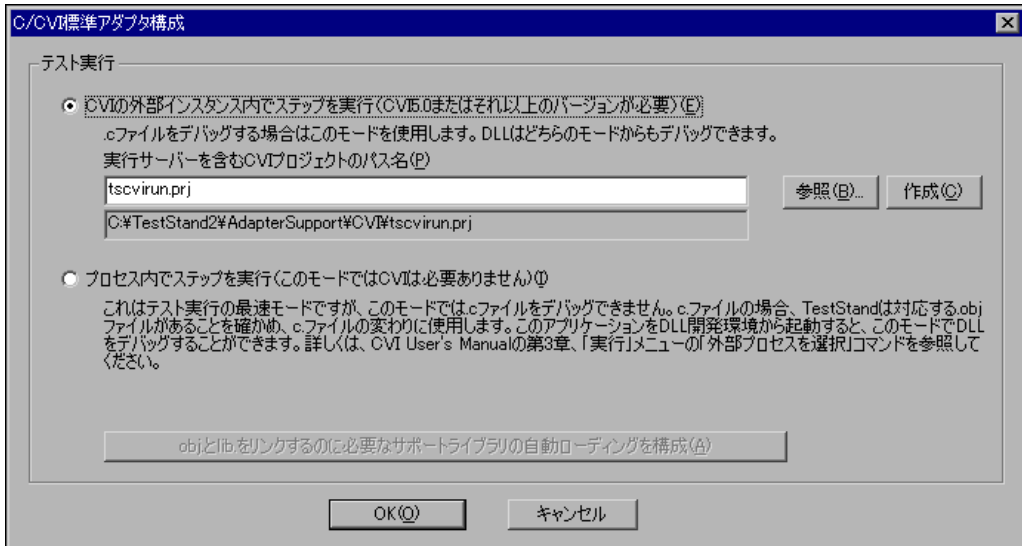 C/CVI標準アダプタ構成
テスト実行
CVIの外部インスタンス内でステップを実行(CVI5.0またはそれ以上のバージョンが必要)(E)
.cファイルをデバッグする場合はこのモードを使用します。DLLはどちらのモードからもデバッグできます。
実行サーバーを含むCVIプロジェクトのパス名(P)
tscvirun.prj
参照(B)...
作成(C)
C:¥TestStand2¥AdapterSupport¥CVI¥tscvirun.prj
プロセス内でステップを実行(このモードではCVIは必要ありません)(I)
これはテスト実行の最速モードですが、このモードでは.cファイルをデバッグできません。c.ファイルの場合、TestStandは対応する.obj
ファイルがあることを確かめ、c.ファイルの変わりに使用します。このアプリケーションをDLL開発環境から起動すると、このモードでDLL
をデバッグすることができます。詳しくは、CVI User's Manualの第3章、「実行」メニューの「外部プロセスを選択」コマンドを参照して
ください。
obj.とlib.をリンクするのに必要なサポートライブラリの自動ローディングを構成(A)
OK(O)
キャンセル